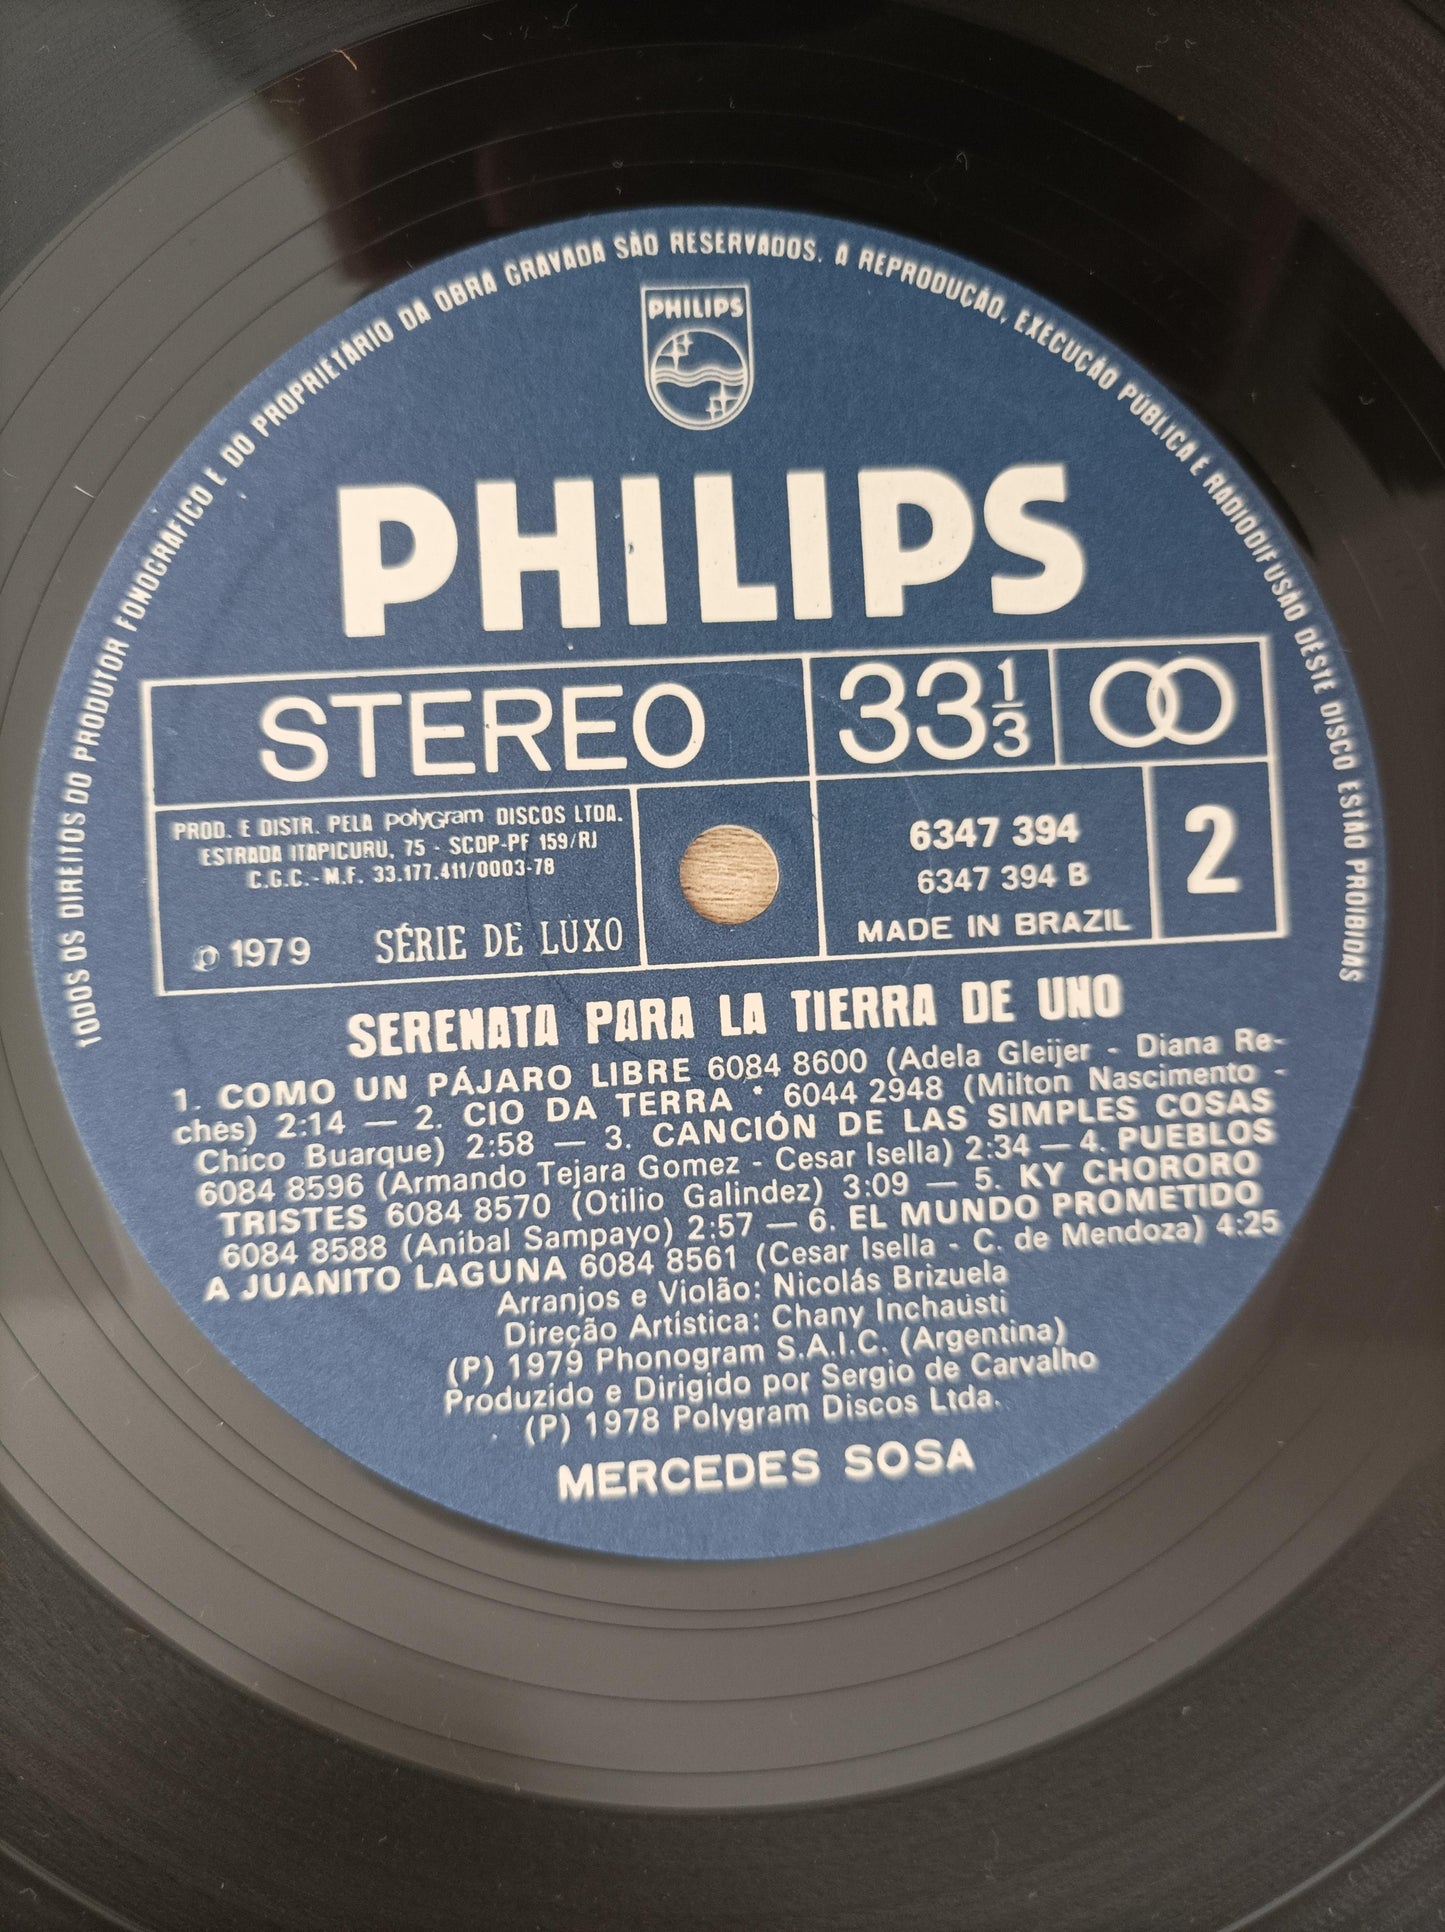 TODOS OS DIREITOS DO PRODUTOR FONOGRÁFICO E DO PROPRIETÁRIO DA OBRA GRAVADA SÃO RESERVADOS. A REPRODUÇÃO, EXECUÇÃO PÚBLICA E RADIODIFUSÃO DESTE DISCO ESTÃO PROIBIDAS
PHILIPS
PHILIPS
STEREO
33 1/3
PROD. E DISTR. PELA polyGram DISCOS LTDA.
ESTRADA ITAPICURU, 75 - SCDP-PF 159/RJ
C.G.C.-M.F. 33.177.411/0003-78
℗ 1979 SÉRIE DE LUXO
6347 394
6347 394 B
MADE IN BRAZIL
2
SERENATA PARA LA TIERRA DE UNO
1. COMO UN PÁJARO LIBRE 6084 8600 (Adela Gleijer - Diana Re-
ches) 2:14 — 2. CIO DA TERRA * 6044 2948 (Milton Nascimento -
Chico Buarque) 2:58 — 3. CANCIÓN DE LAS SIMPLES COSAS
6084 8596 (Armando Tejara Gomez - Cesar Isella) 2:34 — 4. PUEBLOS
TRISTES 6084 8570 (Otilio Galindez) 3:09 — 5. KY CHORORO
6084 8588 (Aníbal Sampayo) 2:57 — 6. EL MUNDO PROMETIDO
A JUANITO LAGUNA 6084 8561 (Cesar Isella - C. de Mendoza) 4:25
Arranjos e Violão: Nicolás Brizuela
Direção Artística: Chany Inchausti
(P) 1979 Phonogram S.A.I.C. (Argentina)
Produzido e Dirigido por Sergio de Carvalho
(P) 1978 Polygram Discos Ltda.
MERCEDES SOSA